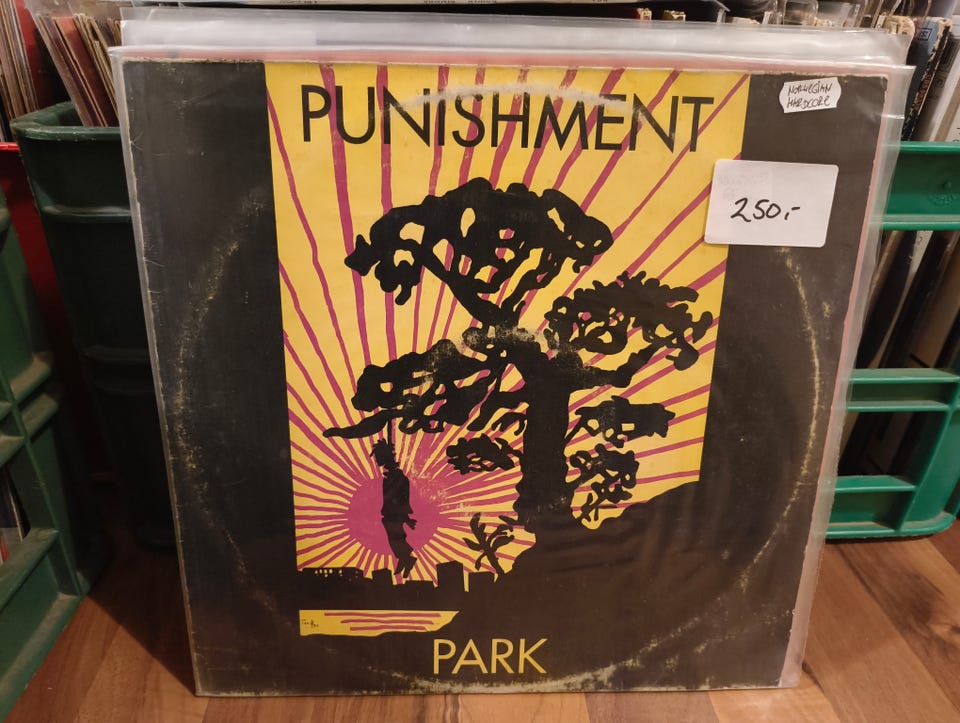 PUNISHMENT
NORWEGIAN
HARDCORE
250,-
PARK